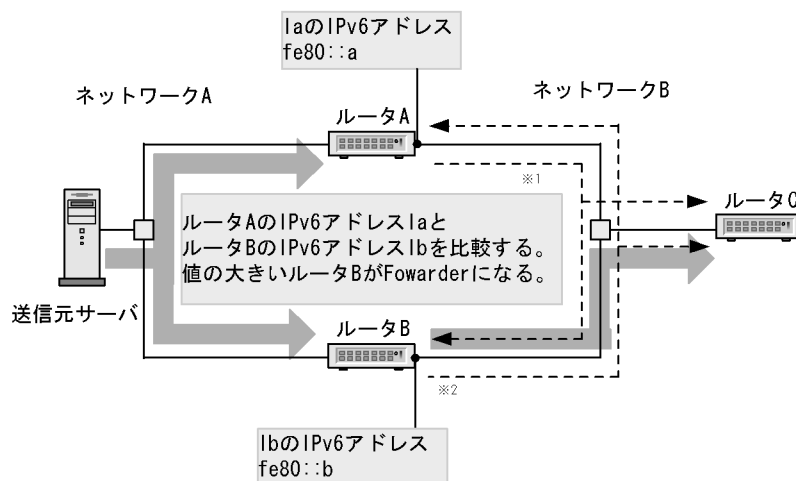 IaのIPv6アドレス
fe80::a
ネットワークA
ネットワークB
ルータA
※1
ルータC
ルータAのIPv6アドレスIaと
ルータBのIPv6アドレスIbを比較する。
値の大きいルータBがFowarderになる。
送信元サーバ
ルータB
※2
IbのIPv6アドレス
fe80::b